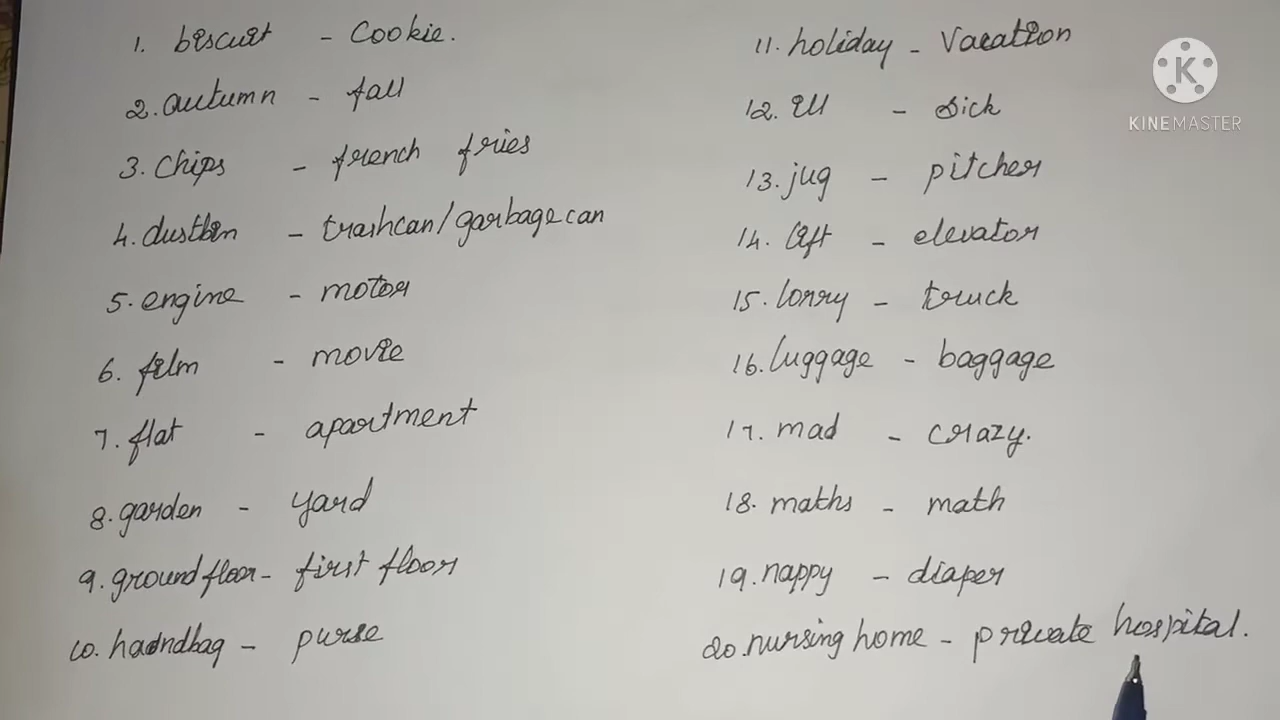 1. biscuit - Cookie.
2. autumn - fall
3. Chips - french fries
4. dustbin - trashcan/garbage can
5. engine - motor
6. film - movie
7. flat - apartment
8. garden - yard
9. ground floor - first floor
10. handbag - purse
11. holiday - Vacation
12. ill - Sick
13. jug - pitcher
14. lift - elevator
15. lorry - truck
16. luggage - baggage
17. mad - crazy.
18. maths - math
19. nappy - diaper
20. nursing home - private hospital.
KINEMASTER